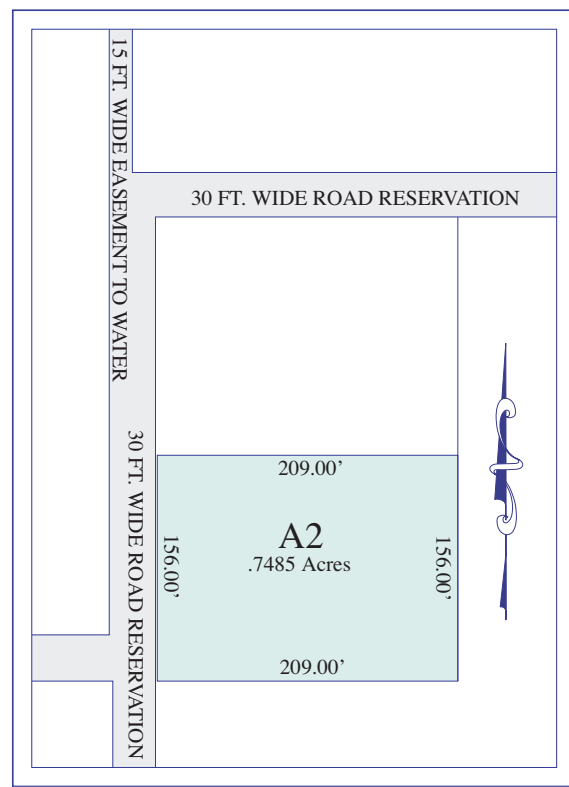 15 FT. WIDE EASEMENT TO WATER
30 FT. WIDE ROAD RESERVATION
30 FT. WIDE ROAD RESERVATION
209.00’
156.00’
A2
.7485 Acres
156.00’
209.00’